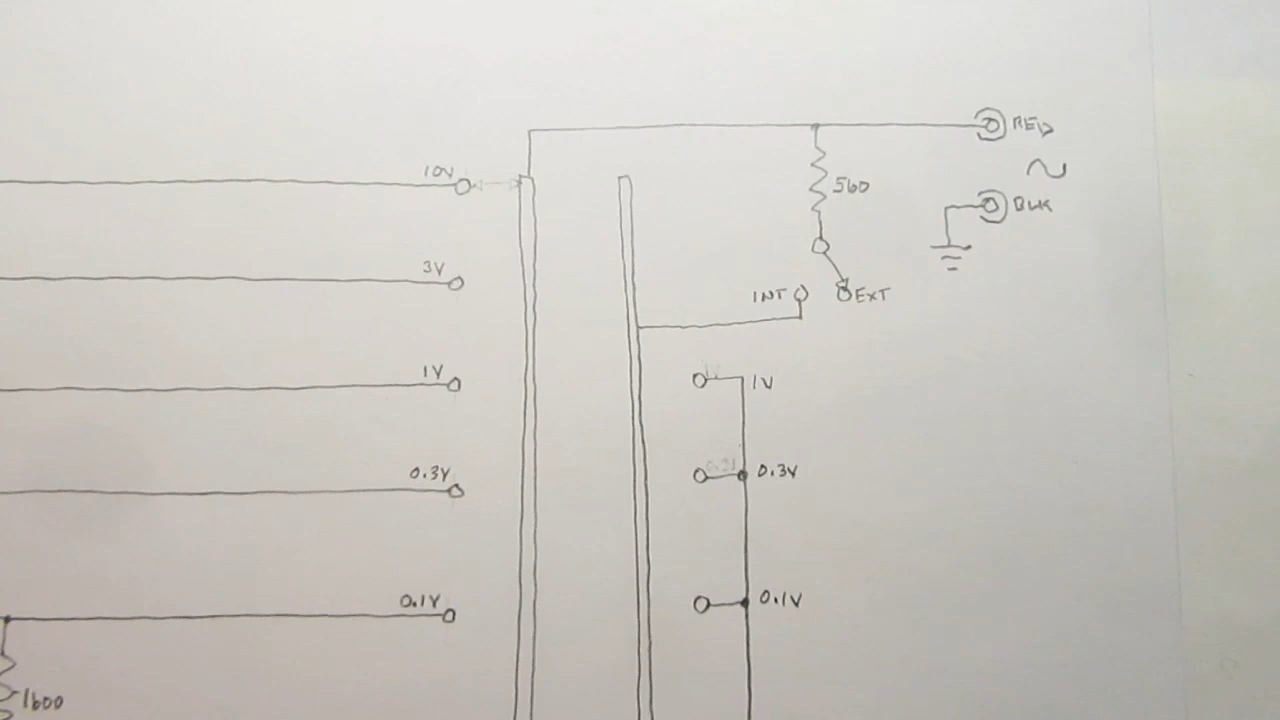 RED
10V
560
BLK
3V
INT
EXT
1V
1V
0.3V
0.3V
0.1V
0.1V
1600